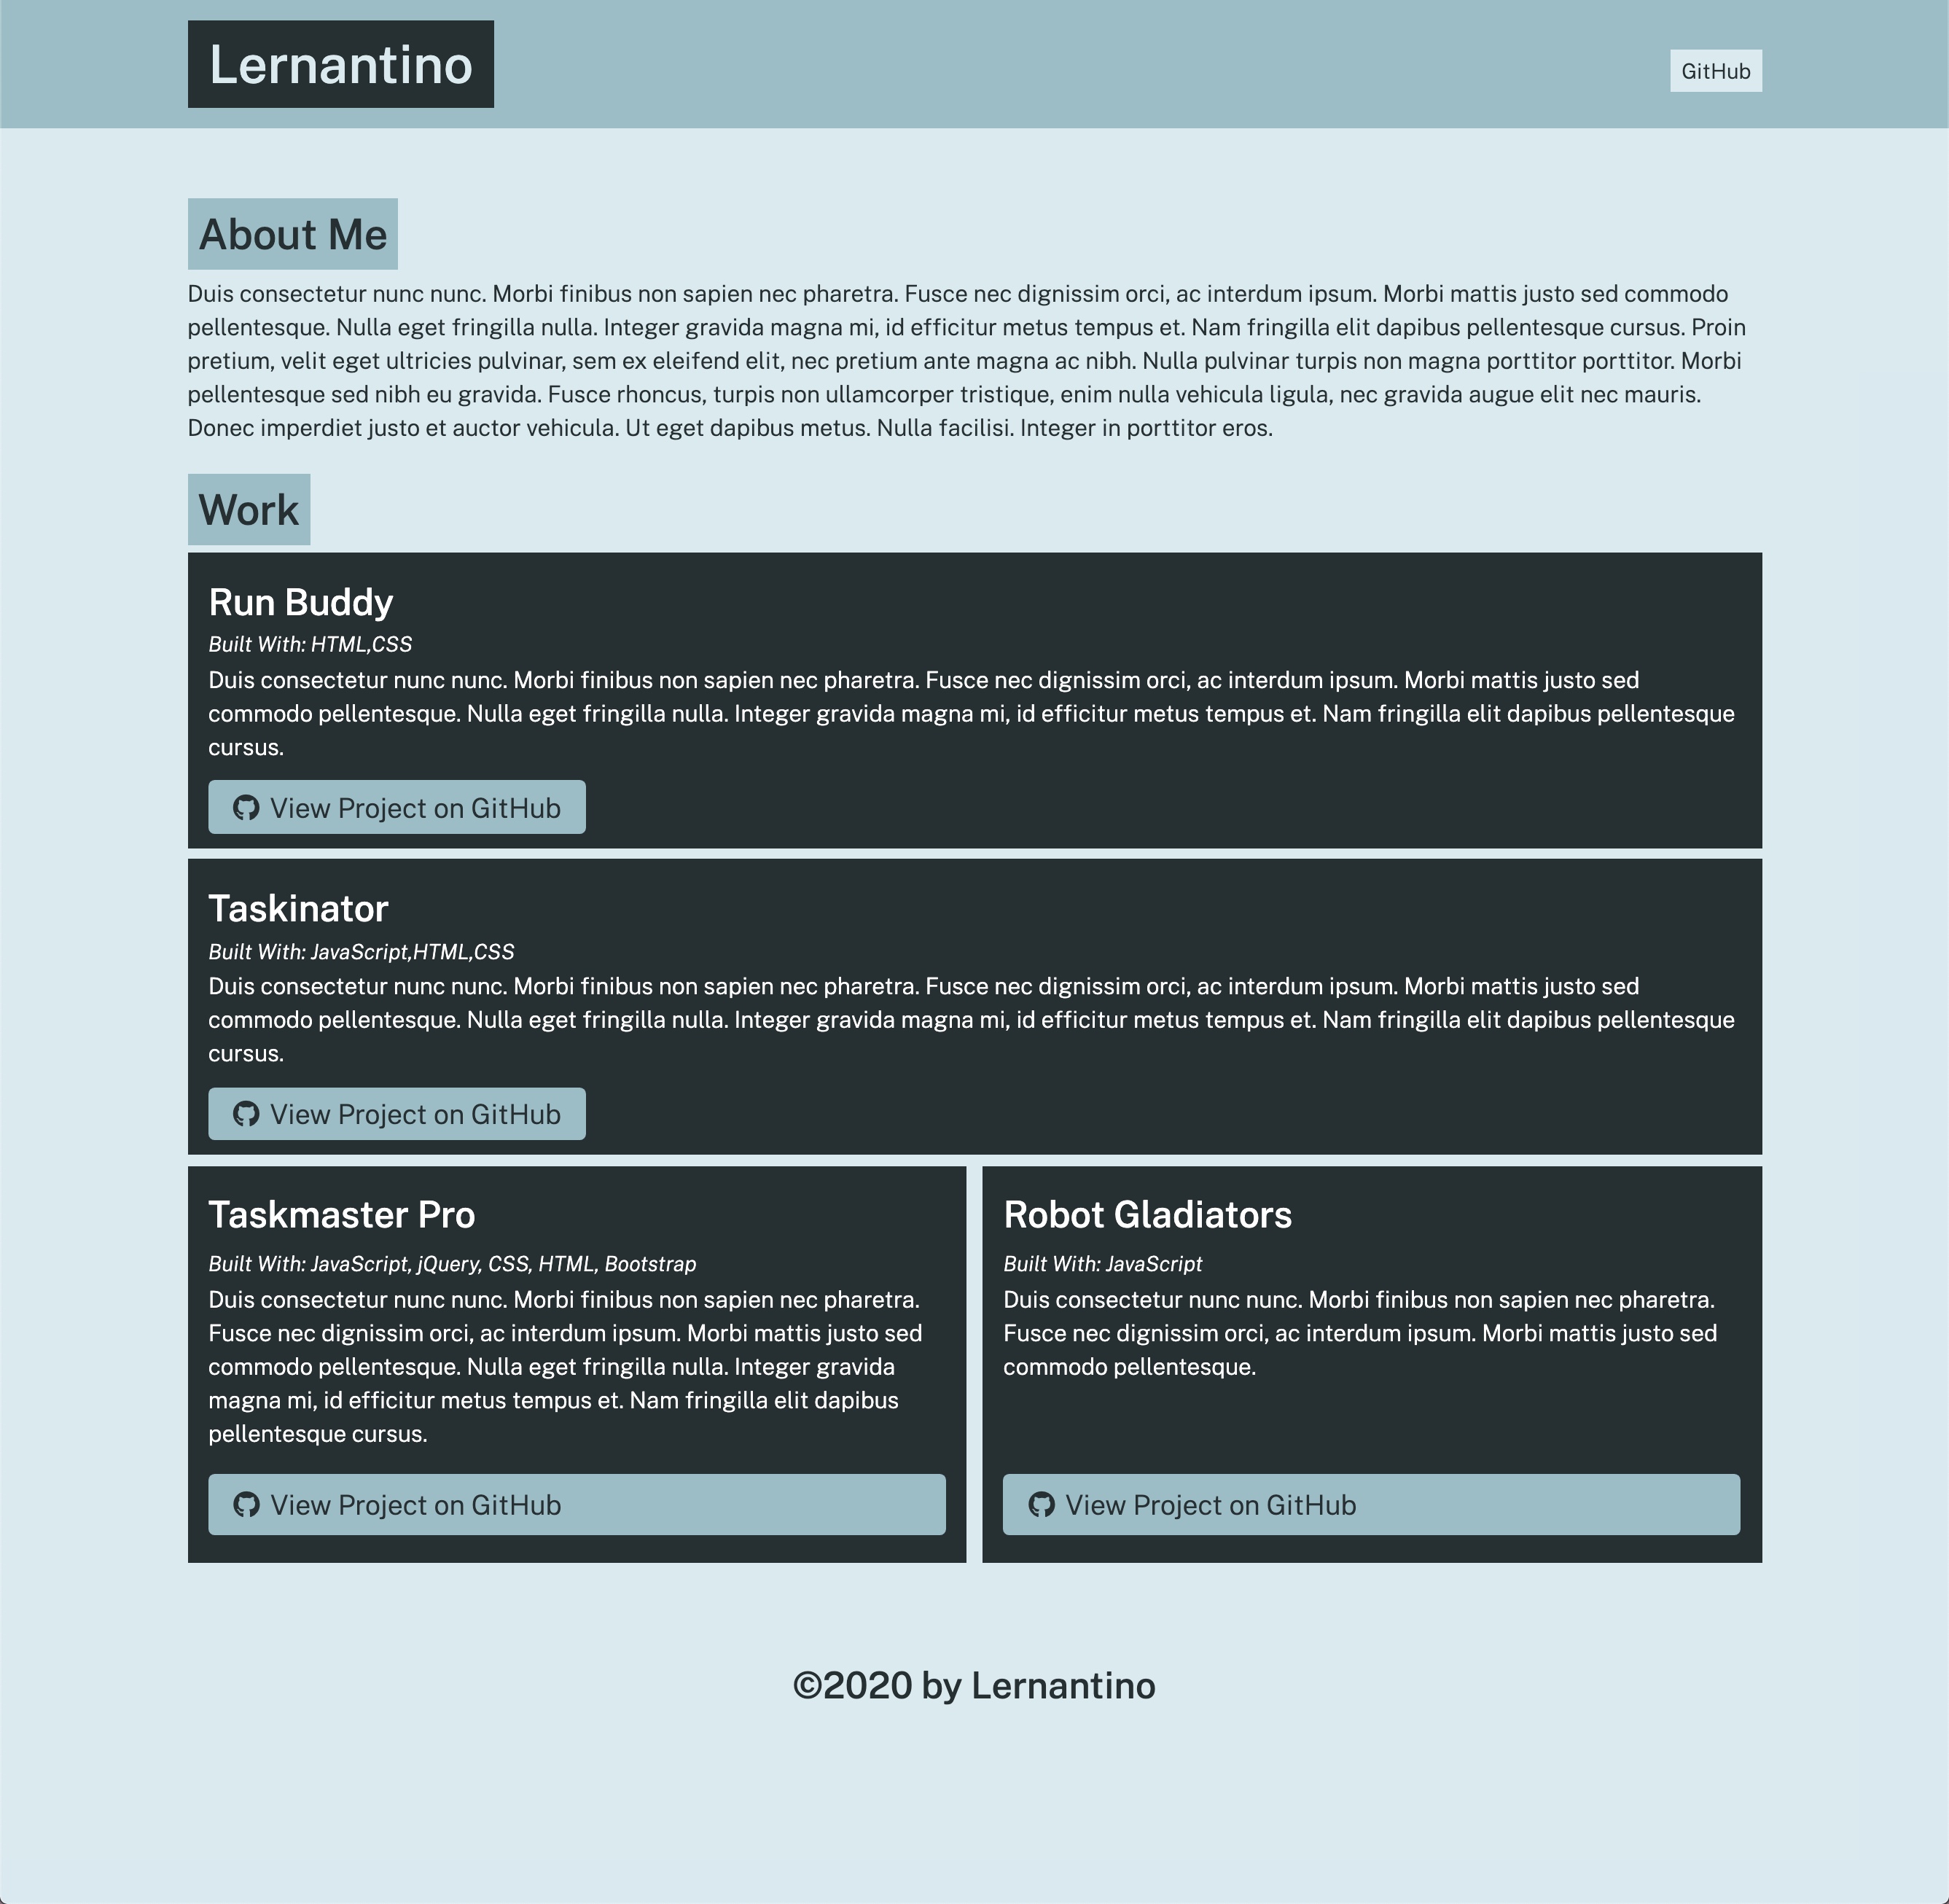 Lernantino
GitHub
About Me
Duis consectetur nunc nunc. Morbi finibus non sapien nec pharetra. Fusce nec dignissim orci, ac interdum ipsum. Morbi mattis justo sed commodo
pellentesque. Nulla eget fringilla nulla. Integer gravida magna mi, id efficitur metus tempus et. Nam fringilla elit dapibus pellentesque cursus. Proin
pretium, velit eget ultricies pulvinar, sem ex eleifend elit, nec pretium ante magna ac nibh. Nulla pulvinar turpis non magna porttitor porttitor. Morbi
pellentesque sed nibh eu gravida. Fusce rhoncus, turpis non ullamcorper tristique, enim nulla vehicula ligula, nec gravida augue elit nec mauris.
Donec imperdiet justo et auctor vehicula. Ut eget dapibus metus. Nulla facilisi. Integer in porttitor eros.
Work
Run Buddy
Built With: HTML,CSS
Duis consectetur nunc nunc. Morbi finibus non sapien nec pharetra. Fusce nec dignissim orci, ac interdum ipsum. Morbi mattis justo sed
commodo pellentesque. Nulla eget fringilla nulla. Integer gravida magna mi, id efficitur metus tempus et. Nam fringilla elit dapibus pellentesque
cursus.
View Project on GitHub
Taskinator
Built With: JavaScript,HTML,CSS
Duis consectetur nunc nunc. Morbi finibus non sapien nec pharetra. Fusce nec dignissim orci, ac interdum ipsum. Morbi mattis justo sed
commodo pellentesque. Nulla eget fringilla nulla. Integer gravida magna mi, id efficitur metus tempus et. Nam fringilla elit dapibus pellentesque
cursus.
View Project on GitHub
Taskmaster Pro
Built With: JavaScript, jQuery, CSS, HTML, Bootstrap
Duis consectetur nunc nunc. Morbi finibus non sapien nec pharetra.
Fusce nec dignissim orci, ac interdum ipsum. Morbi mattis justo sed
commodo pellentesque. Nulla eget fringilla nulla. Integer gravida
magna mi, id efficitur metus tempus et. Nam fringilla elit dapibus
pellentesque cursus.
View Project on GitHub
Robot Gladiators
Built With: JavaScript
Duis consectetur nunc nunc. Morbi finibus non sapien nec pharetra.
Fusce nec dignissim orci, ac interdum ipsum. Morbi mattis justo sed
commodo pellentesque.
View Project on GitHub
©2020 by Lernantino